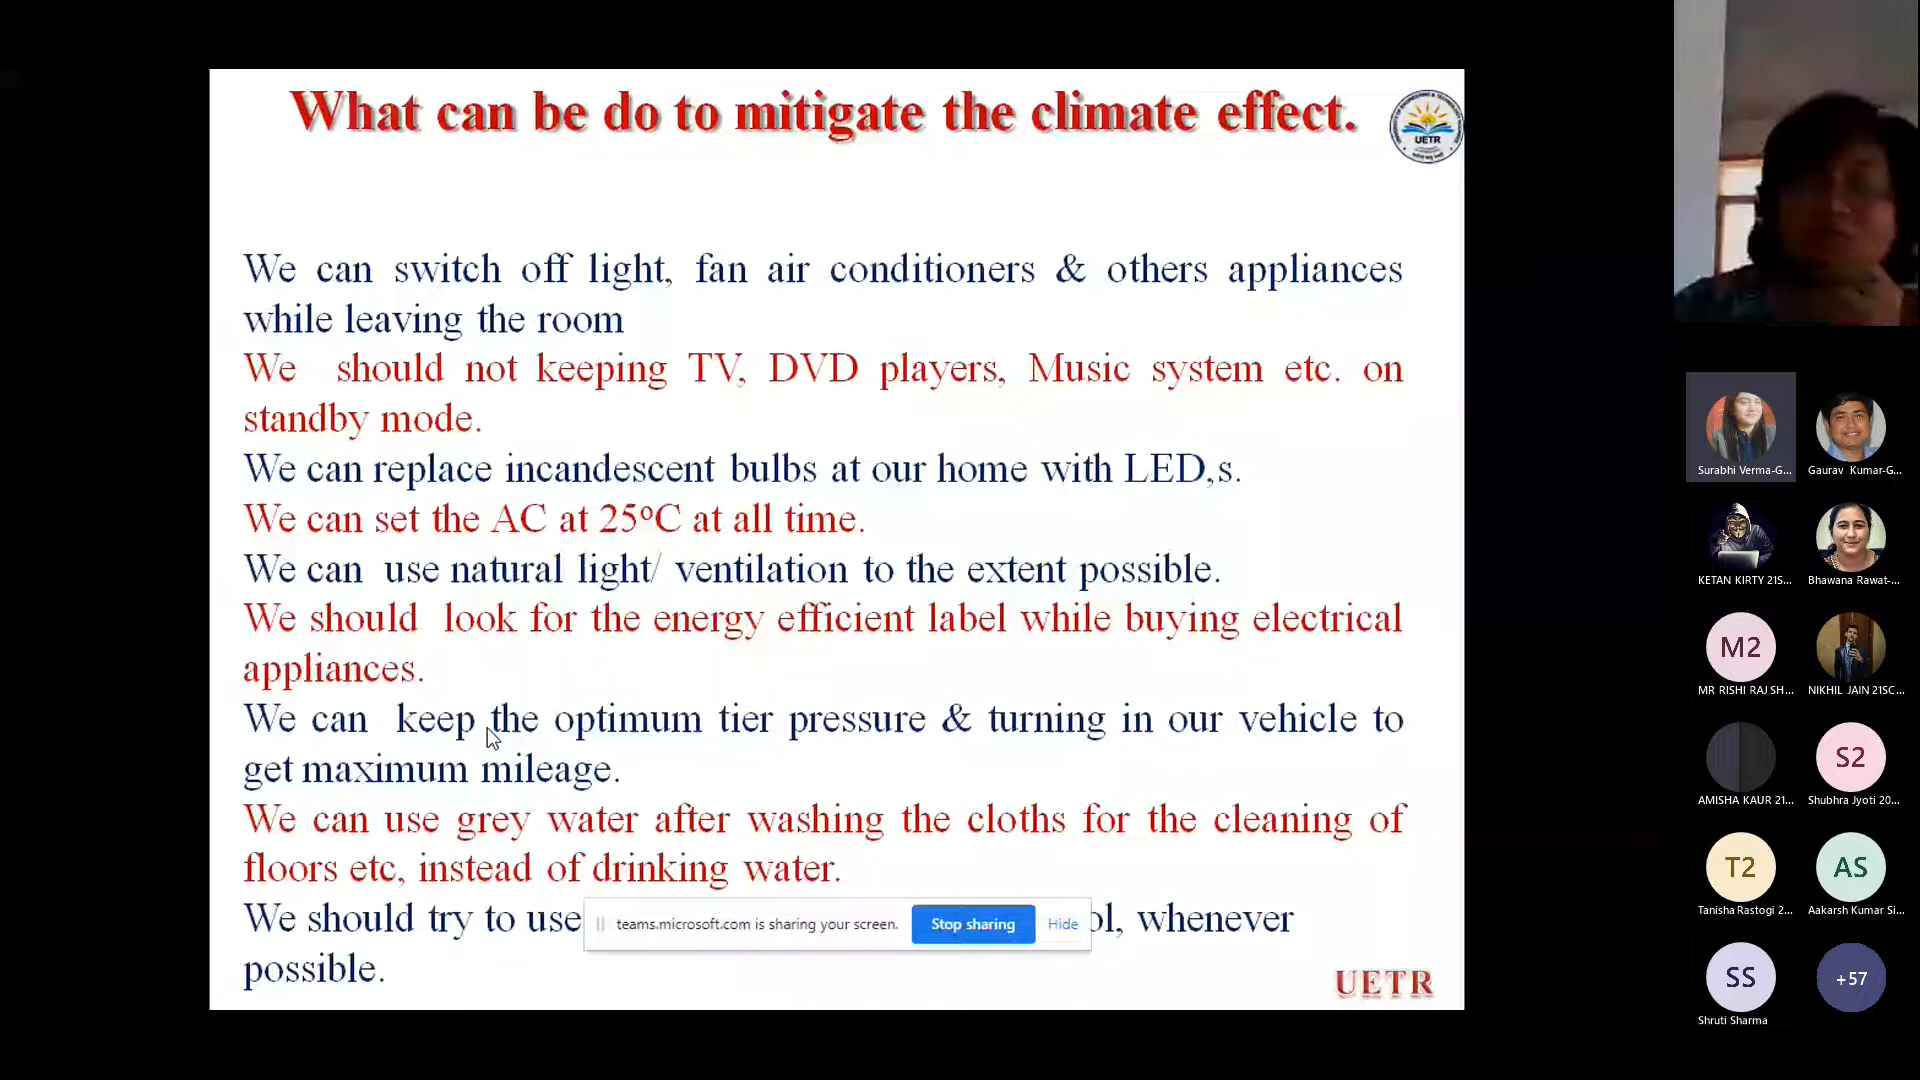 What can be do to mitigate the climate effect.
UETR
We can switch off light, fan air conditioners & others appliances
while leaving the room
We should not keeping TV, DVD players, Music system etc. on
standby mode.
We can replace incandescent bulbs at our home with LED,s.
We can set the AC at 25oC at all time.
We can use natural light/ ventilation to the extent possible.
We should look for the energy efficient label while buying electrical
appliances.
We can keep the optimum tier pressure & turning in our vehicle to
get maximum mileage.
We can use grey water after washing the cloths for the cleaning of
floors etc, instead of drinking water.
We should try to use ol, whenever
possible.
teams.microsoft.com is sharing your screen. Stop sharing Hide
UETR
Surabhi Verma-G... Gaurav Kumar-G...
KETAN KIRTY 21S... Bhawana Rawat-...
M2
MR RISHI RAJ SH... NIKHIL JAIN 21SC...
S2
AMISHA KAUR 21... Shubhra Jyoti 20...
T2 AS
Tanisha Rastogi 2... Aakarsh Kumar Si...
SS +57
Shruti Sharma